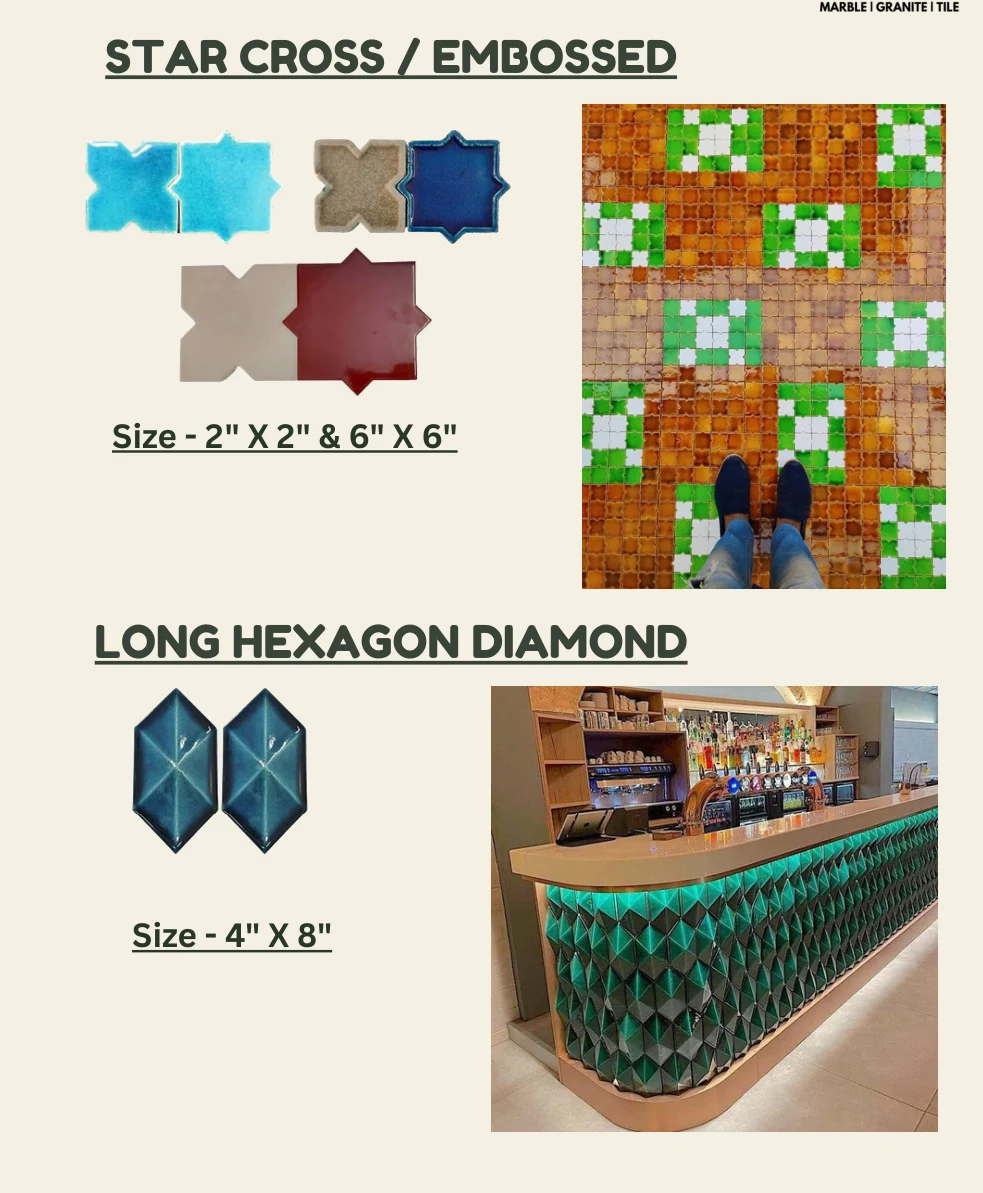 MARBLE | GRANITE | TILE
STAR CROSS / EMBOSSED
Size - 2" X 2" & 6" X 6"
LONG HEXAGON DIAMOND
Size - 4" X 8"